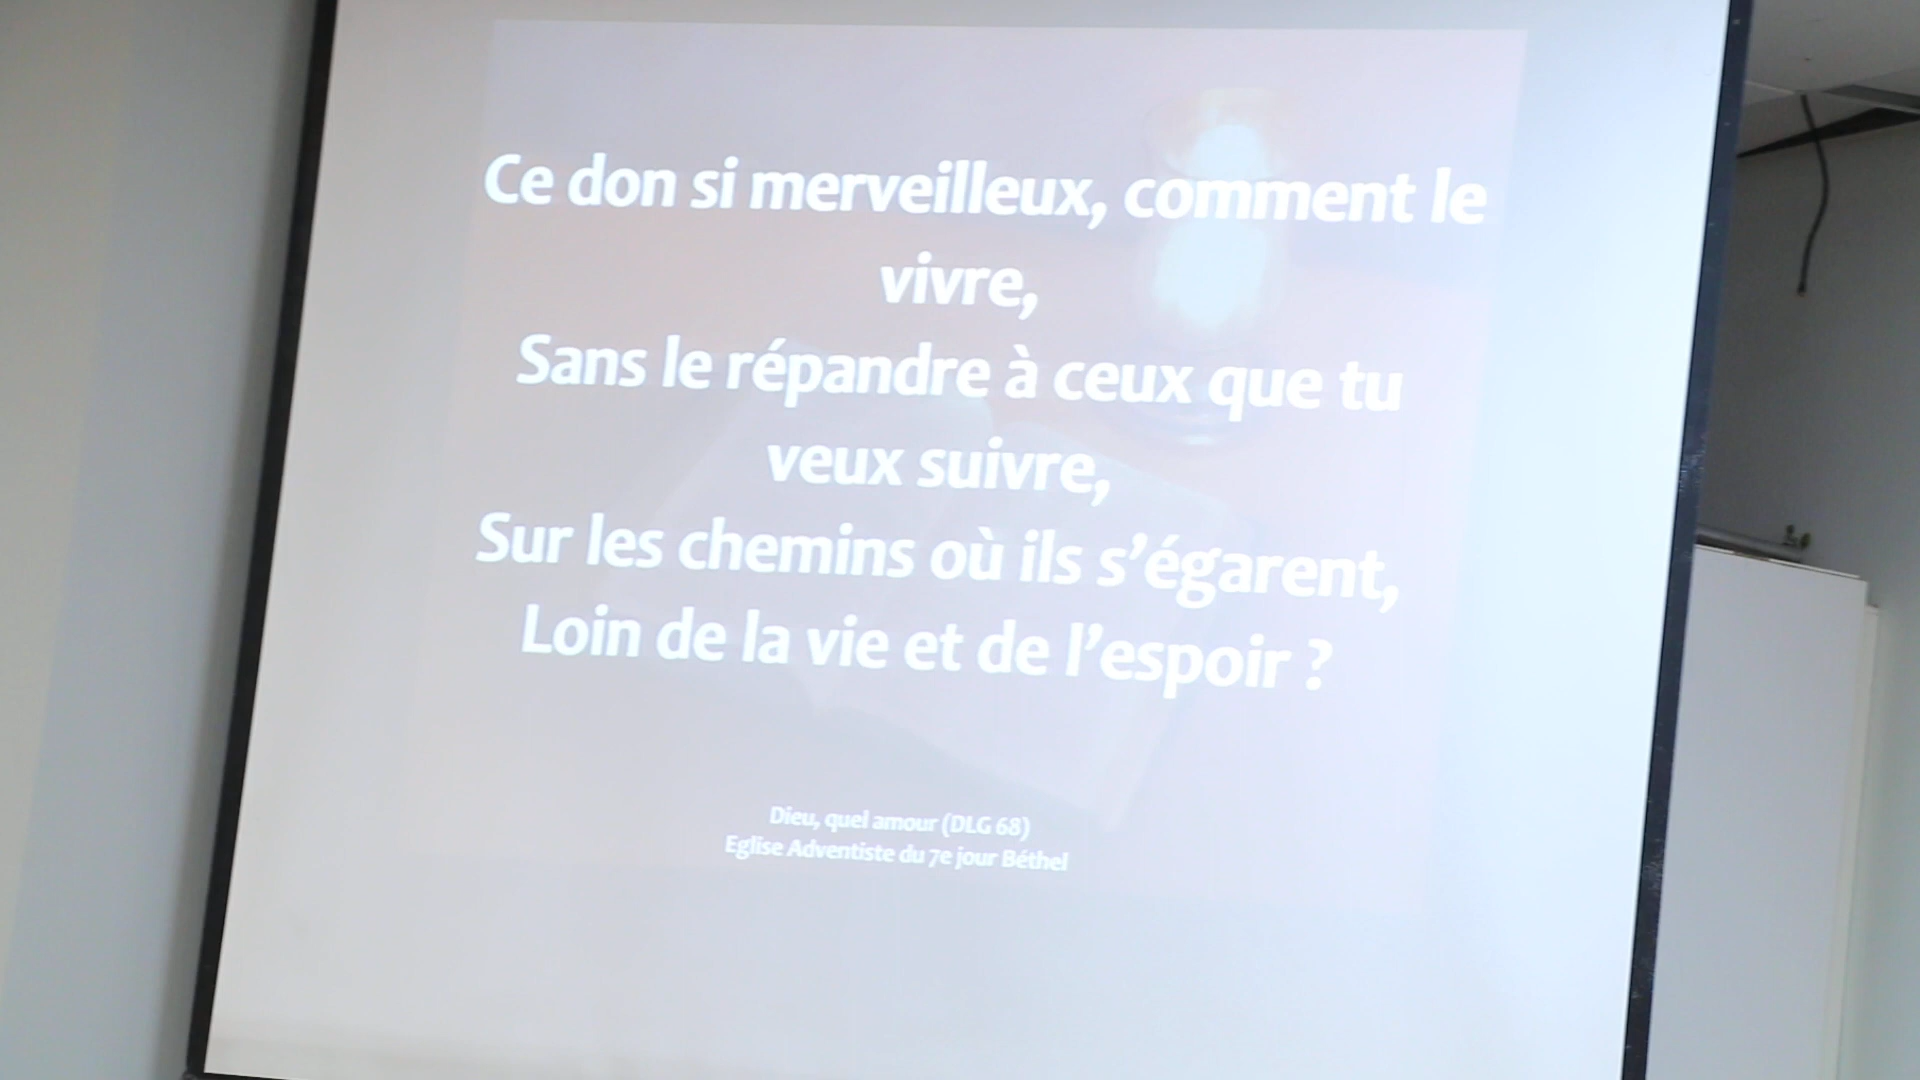 Ce don si merveilleux, comment le
vivre,
Sans le répandre à ceux que tu
veux suivre,
Sur les chemins où ils s’égarent,
Loin de la vie et de l’espoir ?
Dieu, quel amour (DLG 68)
Eglise Adventiste du 7e jour Béthel